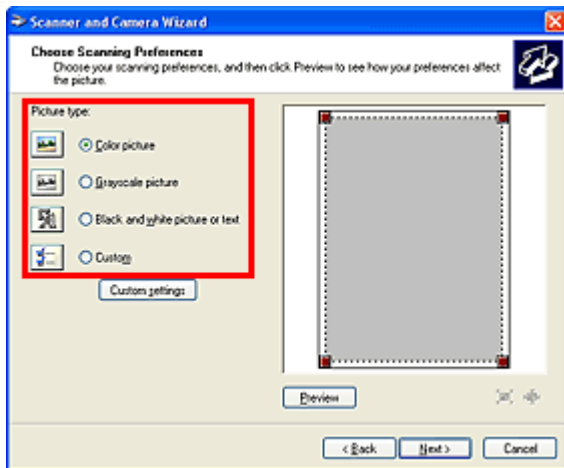 Scanner and Camera Wizard
Choose Scanning Preferences
Choose your scanning preferences, and then click Preview to see how your preferences affect
the picture.
Picture type:
Color picture
Grayscale picture
Black and white picture or text
Custom
Custom settings
Preview
< Back
Next >
Cancel